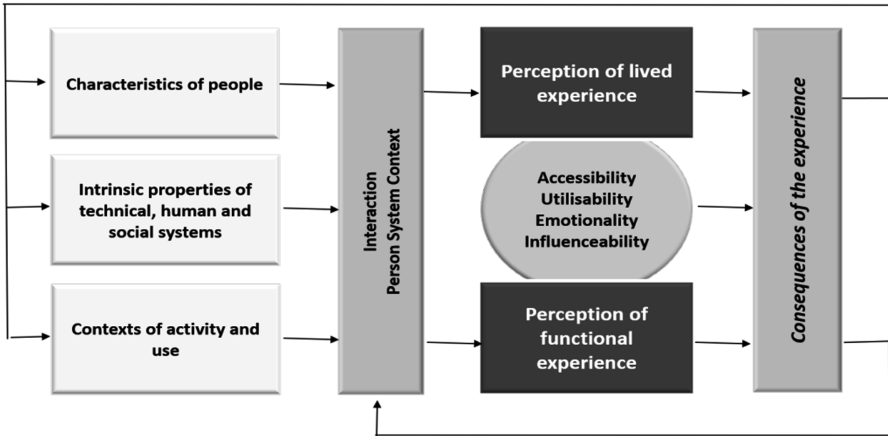 Characteristics of people
Intrinsic properties of
technical, human and
social systems
Contexts of activity and
use
Interaction
Person System Context
Perception of lived
experience
Accessibility
Utilisability
Emotionality
Influenceability
Perception of
functional
experience
Consequences of the experience